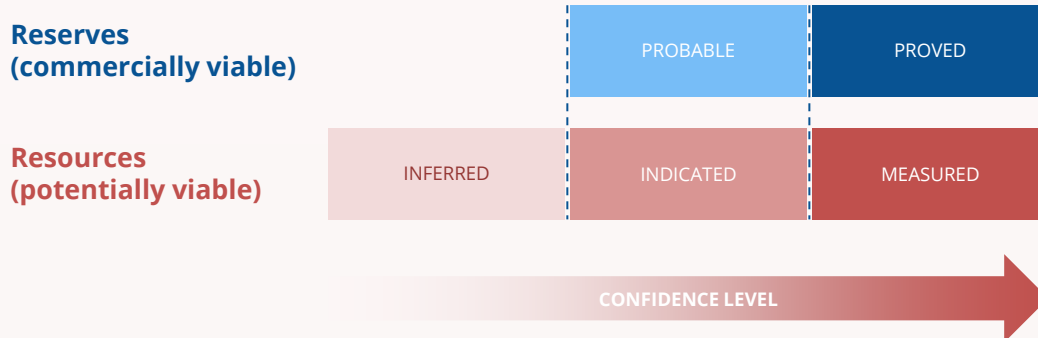 Reserves
(commercially viable)
PROBABLE
PROVED
Resources
(potentially viable)
INFERRED
INDICATED
MEASURED
CONFIDENCE LEVEL